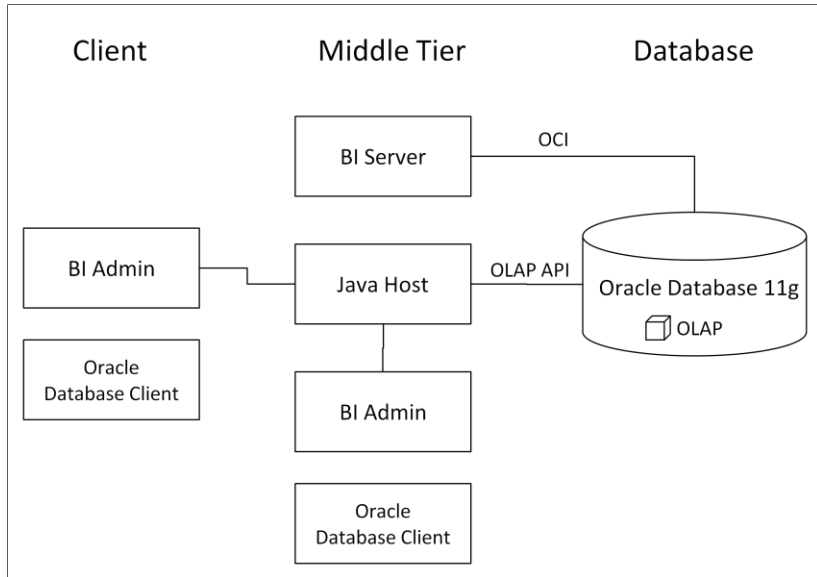 Client
Middle Tier
Database
BI Server
OCI
BI Admin
Java Host
OLAP API
Oracle Database 11g
OLAP
Oracle
Database Client
BI Admin
Oracle
Database Client